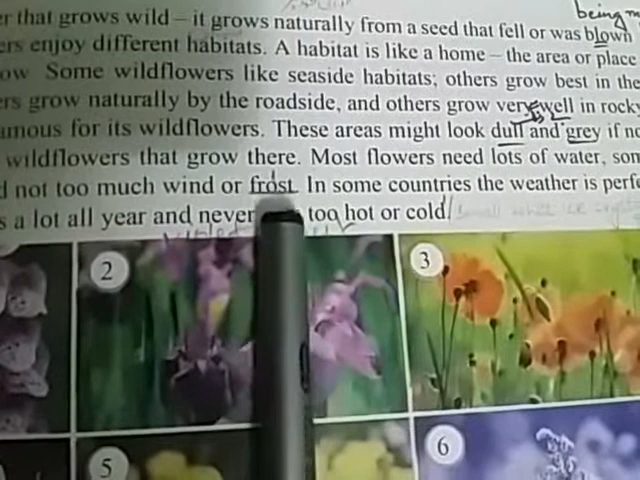 being
er that grows wild – it grows naturally from a seed that fell or was blown
ers enjoy different habitats. A habitat is like a home – the area or place
ow Some wildflowers like seaside habitats; others grow best in the
ers grow naturally by the roadside, and others grow very well in rocky
amous for its wildflowers. These areas might look dull and grey if no
wildflowers that grow there. Most flowers need lots of water, som
d not too much wind or frost. In some countries the weather is perfe
s a lot all year and never too hot or cold!
2
3
5
6